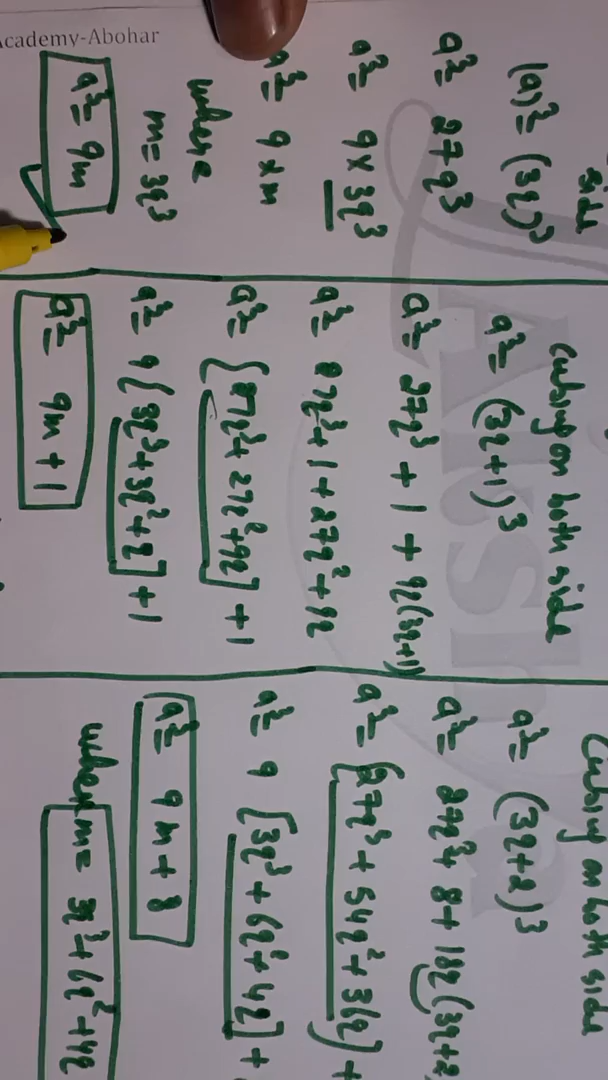 Academy-Abohar
side
(a)³ = (3q)³
a³ = 27q³
a³ = 9 × 3q³
a³ = 9 × m
where
m = 3q³
a³ = 9m
cubing on both side
a³ = (3q+1)³
a³ = 27q³ + 1 + 9q(3q+1)
a³ = 27q³ + 1 + 27q² + 9q
a³ = [27q³ + 27q² + 9q] + 1
a³ = 9[3q³ + 3q² + q] + 1
a³ = 9m + 1
Cubing on both sides
a³ = (3q+2)³
a³ = 27q³ + 8 + 18q(3q+2
a³ = [27q³ + 54q² + 36q] +
a³ = 9[3q³ + 6q² + 4q] +
a³ = 9m + 8
where m = 3q³ + 6q² + 4q